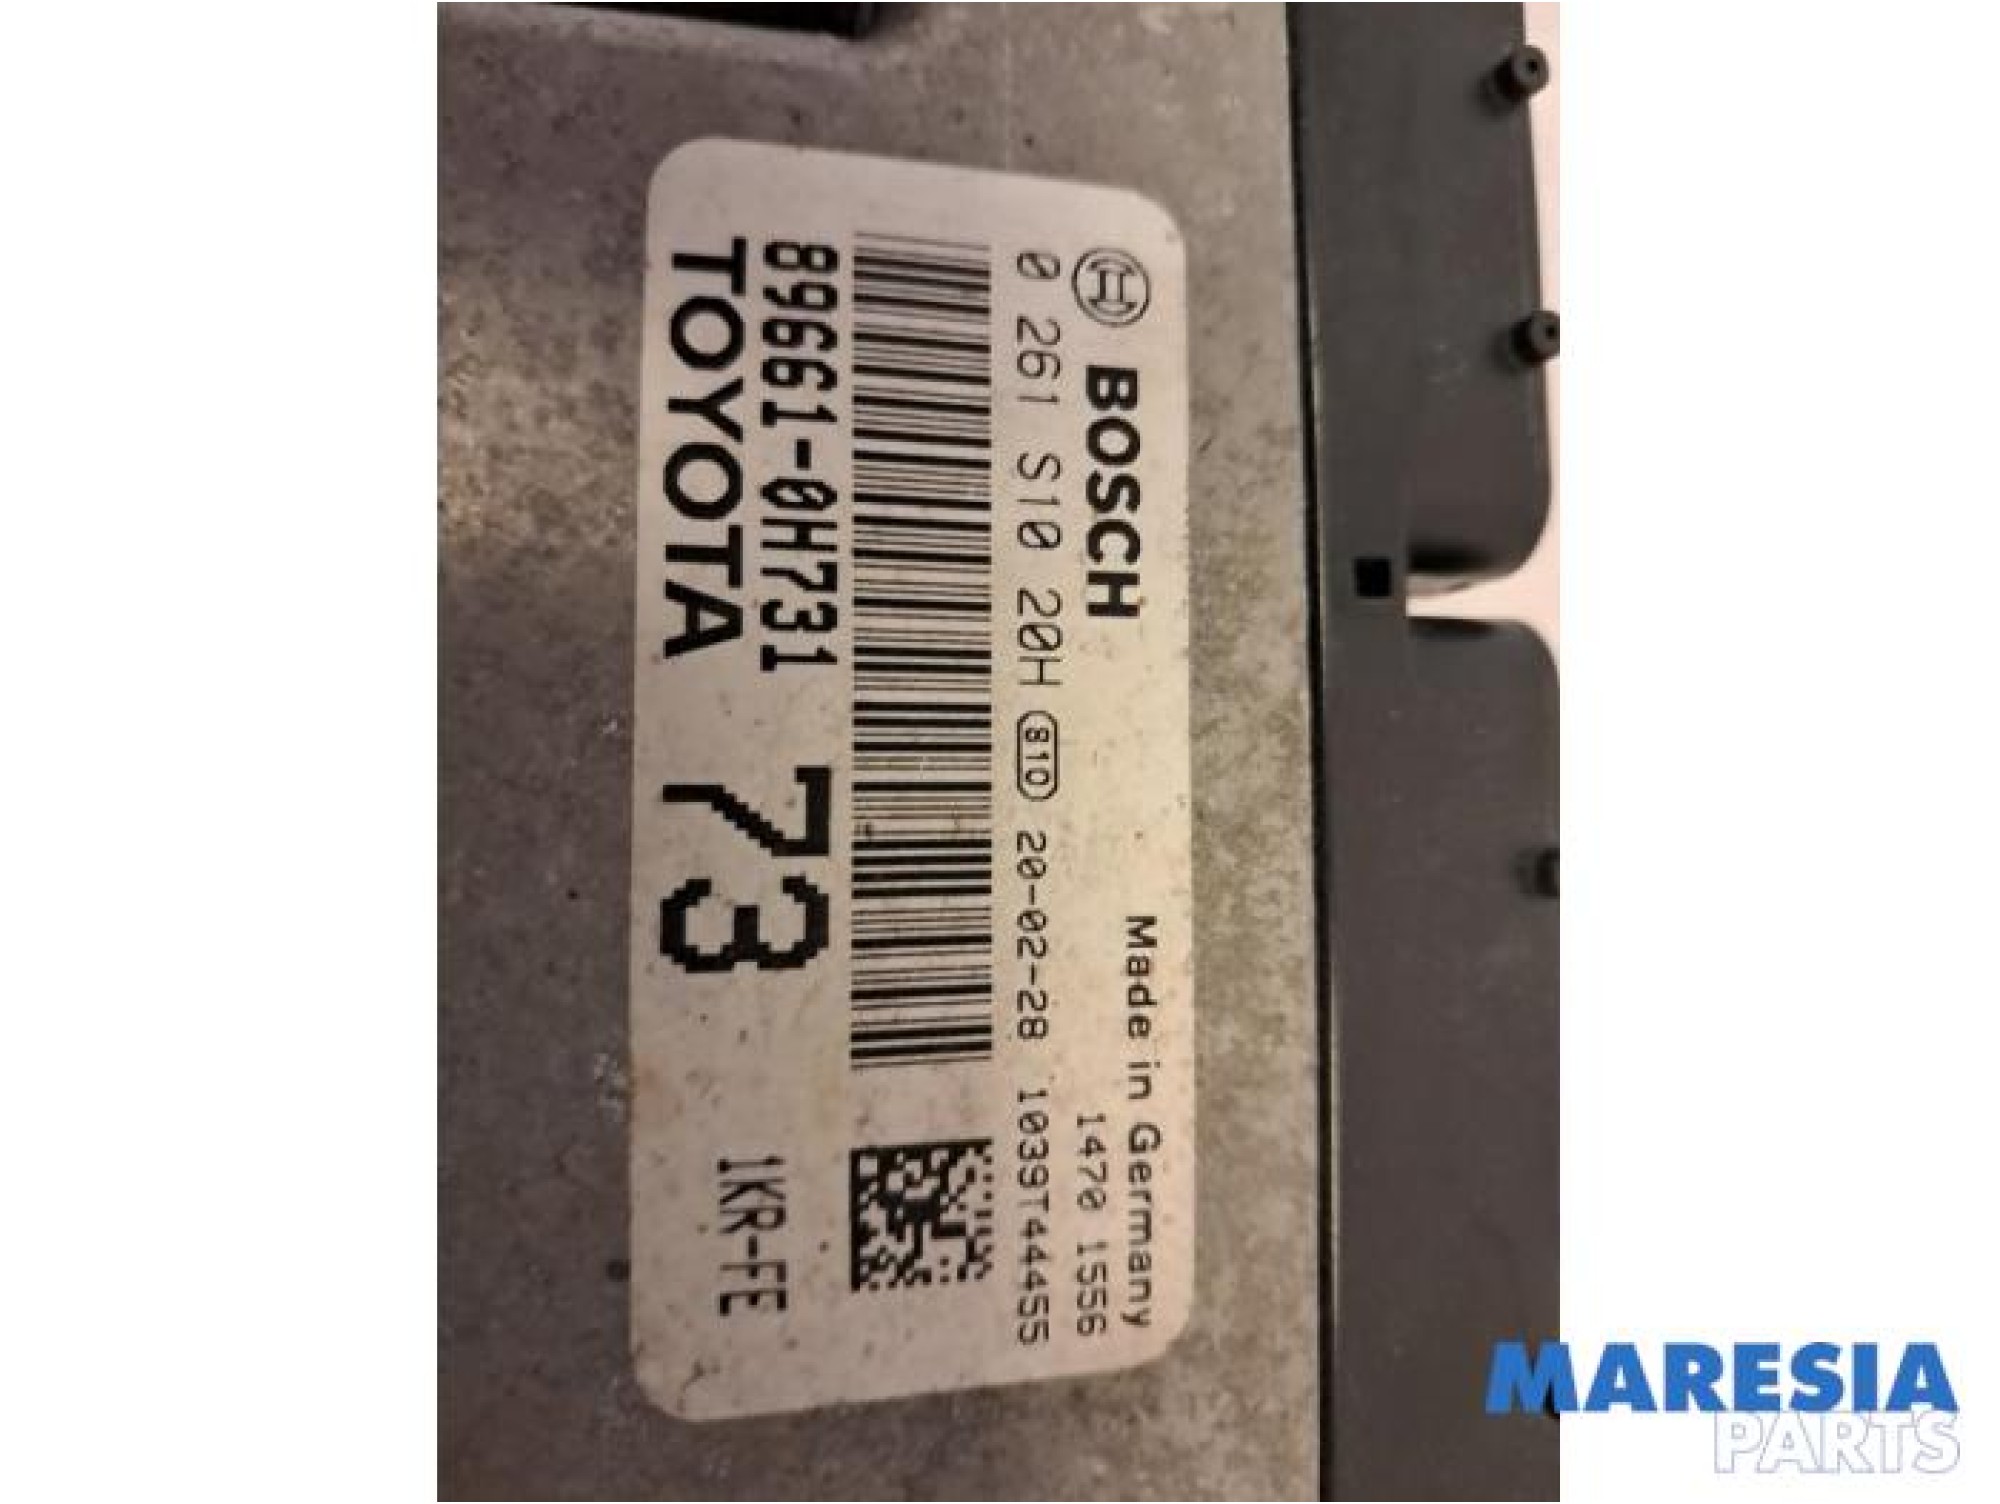 BOSCH
Made in Germany
1470 1556
0 261 S10 20H 810 20-02-28 1039T44455
89661-0H731
TOYOTA
73
1KR-FE
MARESIA
PARTS